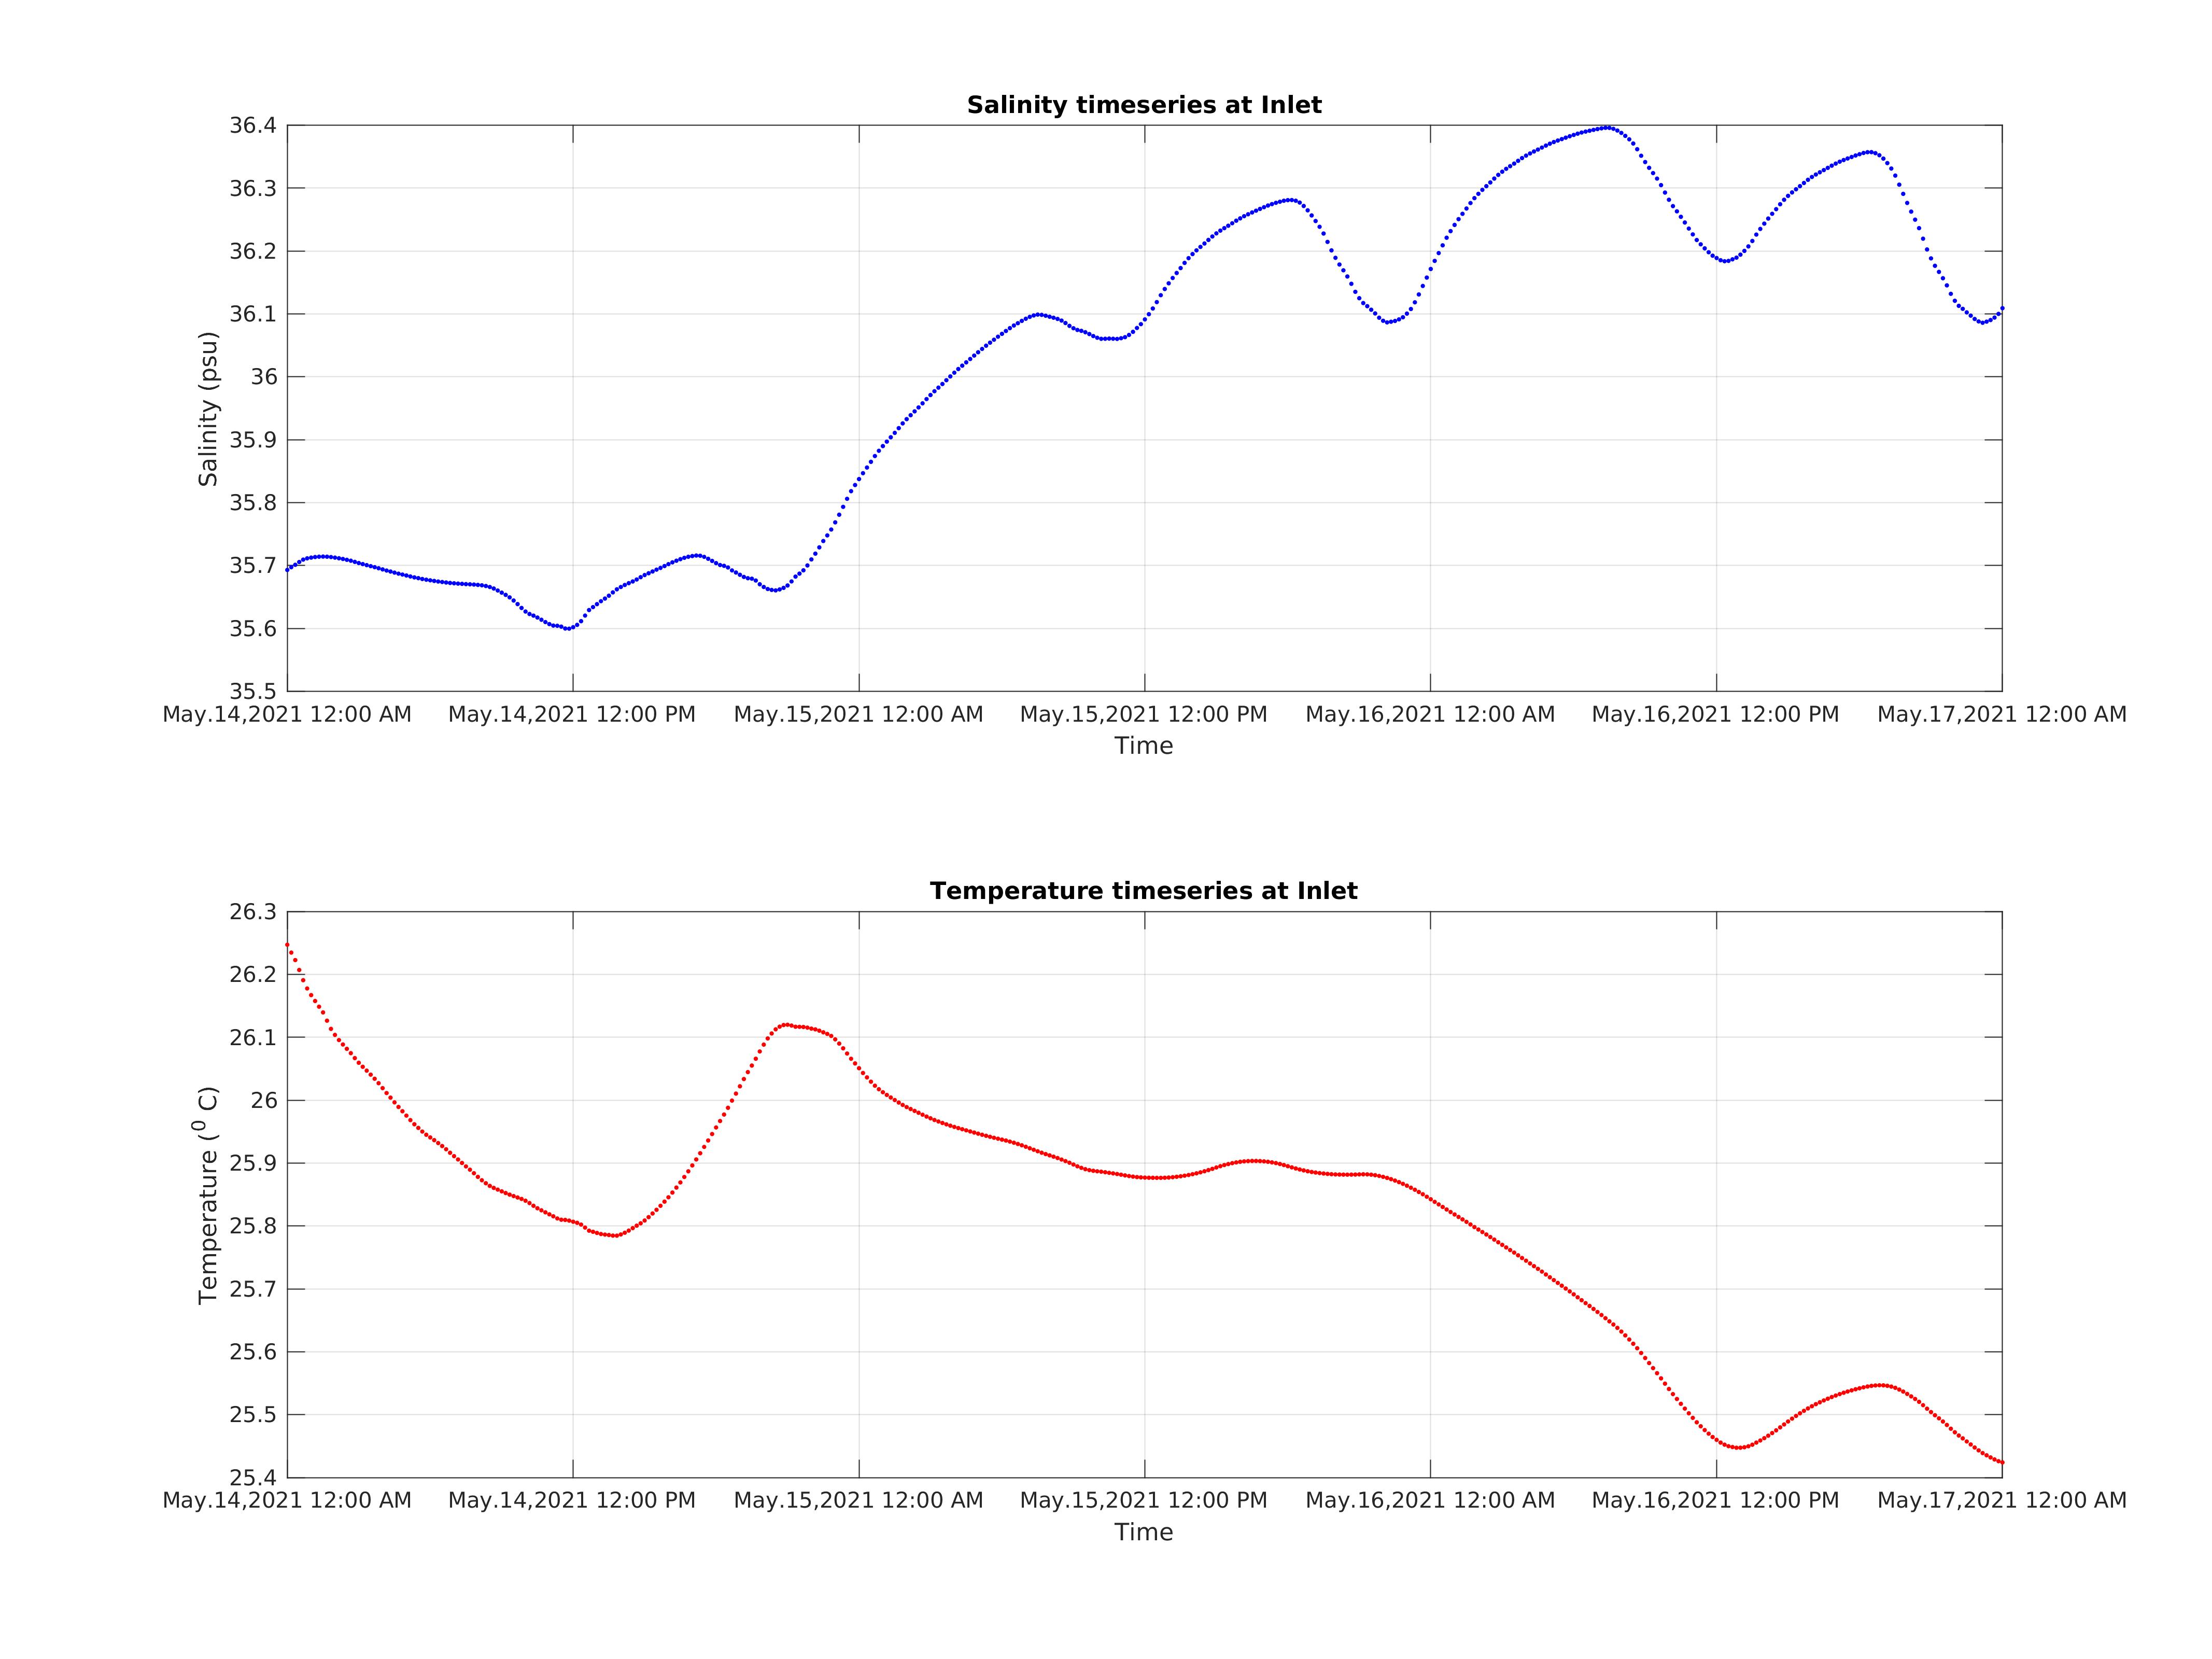 Salinity timeseries at Inlet
36.4
36.3
36.2
36.1
36
35.9
35.8
35.7
35.6
35.5
Salinity (psu)
May.14,2021 12:00 AM May.14,2021 12:00 PM May.15,2021 12:00 AM May.15,2021 12:00 PM May.16,2021 12:00 AM May.16,2021 12:00 PM May.17,2021 12:00 AM
Time
Temperature timeseries at Inlet
26.3
26.2
26.1
26
25.9
25.8
25.7
25.6
25.5
25.4
Temperature (⁰ C)
May.14,2021 12:00 AM May.14,2021 12:00 PM May.15,2021 12:00 AM May.15,2021 12:00 PM May.16,2021 12:00 AM May.16,2021 12:00 PM May.17,2021 12:00 AM
Time